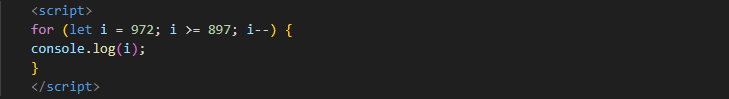 <script>
for (let i = 972; i >= 897; i--) {
console.log(i);
}
</script>